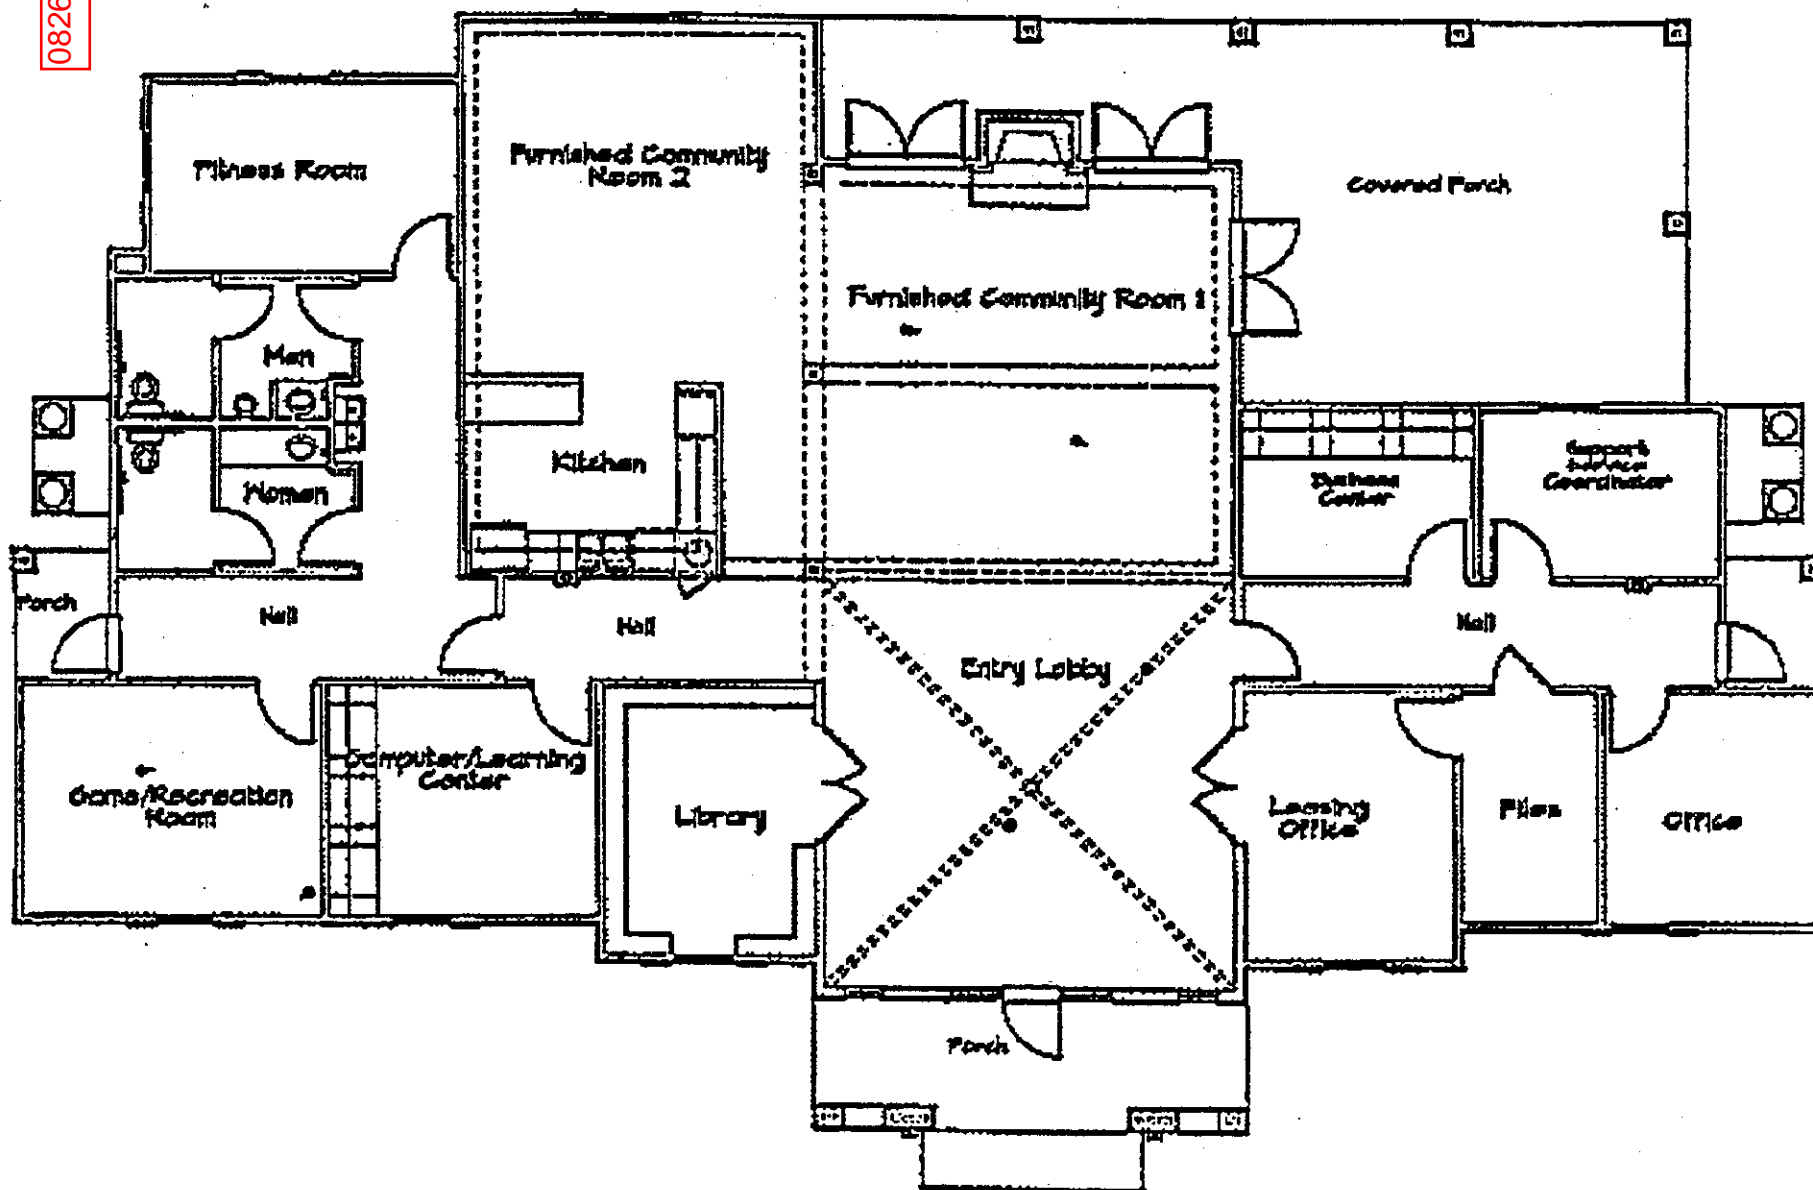 0826
Fitness Room
Furnished Community
Room 2
Covered Porch
Furnished Community Room 1
Men
Kitchen
Women
Business
Center
Support
Service
Coordinator
Porch
Hall
Hall
Hall
Entry Lobby
Computer/Learning
Center
Game/Recreation
Room
Library
Leasing
Office
Files
Office
Porch